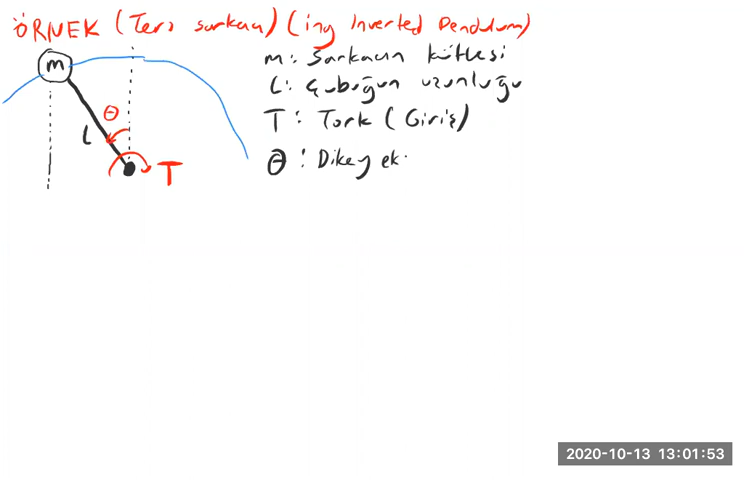 ÖRNEK (Ters sarkaç) (ing Inverted Pendulum)
m: Sarkacın kütlesi
m
L: Çubuğun uzunluğu
θ
T: Tork (Giriş)
L
θ: Dikey ek
T
2020-10-13 13:01:53